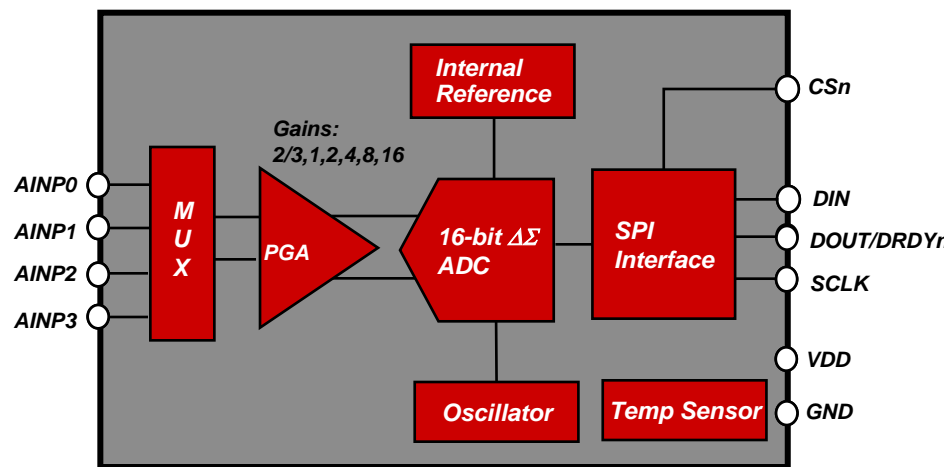 Internal
Reference
CSn
Gains:
2/3,1,2,4,8,16
AINP0
AINP1
AINP2
AINP3
M
U
X
PGA
16-bit ΔΣ
ADC
SPI
Interface
DIN
DOUT/DRDYn
SCLK
VDD
GND
Oscillator
Temp Sensor